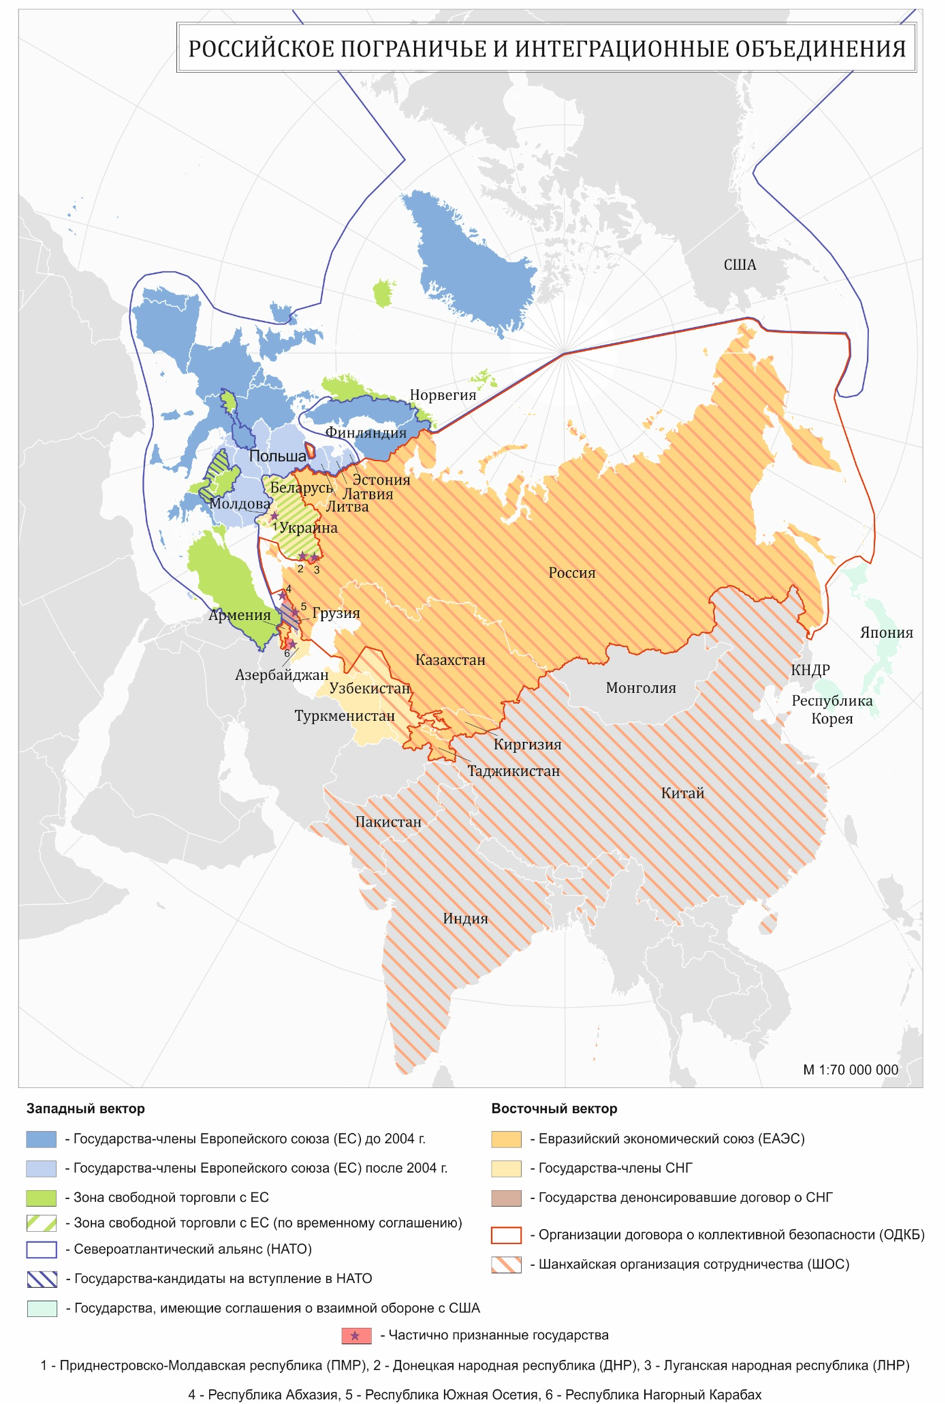 РОССИЙСКОЕ ПОГРАНИЧЬЕ И ИНТЕГРАЦИОННЫЕ ОБЪЕДИНЕНИЯ
США
Норвегия
Финляндия
Польша
Эстония
Беларусь
Латвия
Литва
Молдова
1
Украина
2
3
Россия
4
5
Армения
Грузия
6
Япония
Азербайджан
Казахстан
КНДР
Узбекистан
Монголия
Республика
Корея
Туркменистан
Киргизия
Таджикистан
Китай
Пакистан
Индия
М 1:70 000 000
Западный вектор
- Государства-члены Европейского союза (ЕС) до 2004 г.
- Государства-члены Европейского союза (ЕС) после 2004 г.
- Зона свободной торговли с ЕС
- Зона свободной торговли с ЕС (по временному соглашению)
- Североатлантический альянс (НАТО)
- Государства-кандидаты на вступление в НАТО
- Государства, имеющие соглашения о взаимной обороне с США
Восточный вектор
- Евразийский экономический союз (ЕАЭС)
- Государства-члены СНГ
- Государства денонсировавшие договор о СНГ
- Организации договора о коллективной безопасности (ОДКБ)
- Шанхайская организация сотрудничества (ШОС)
- Частично признанные государства
1 - Приднестровско-Молдавская республика (ПМР), 2 - Донецкая народная республика (ДНР), 3 - Луганская народная республика (ЛНР)
4 - Республика Абхазия, 5 - Республика Южная Осетия, 6 - Республика Нагорный Карабах